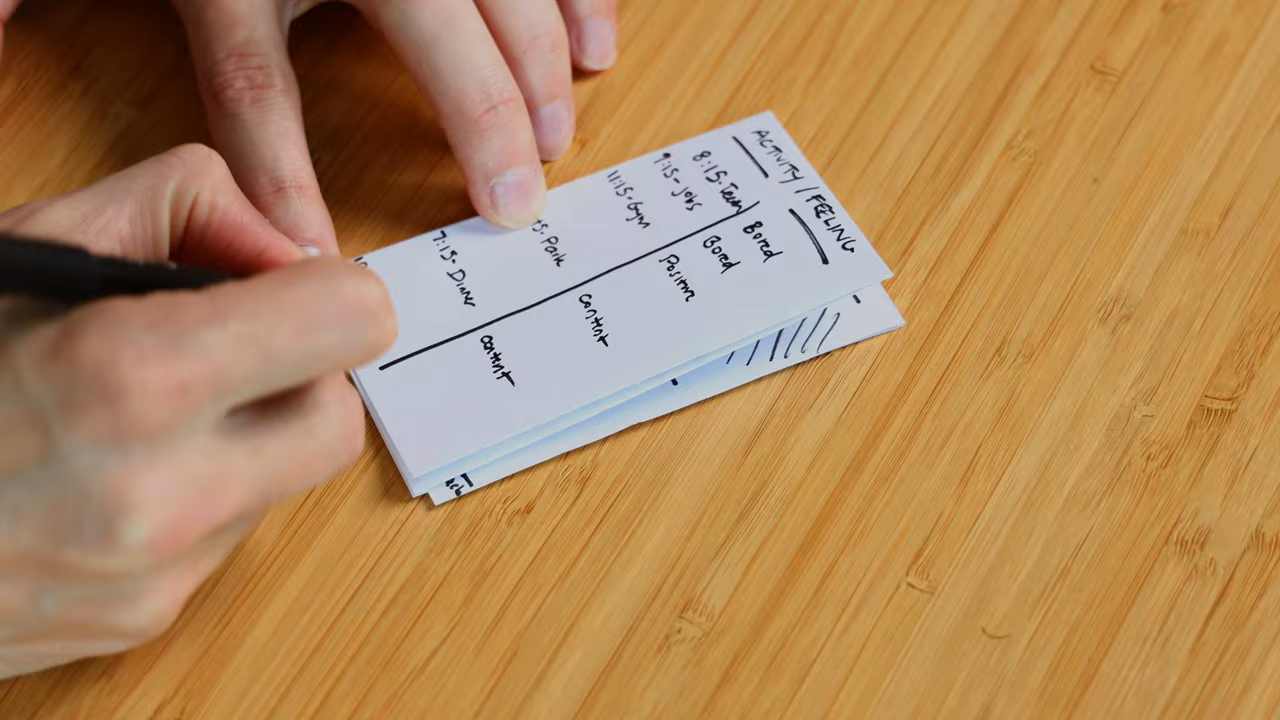 ACTIVITY / FEELING
8:15-Team Bored
9:15-Jobs Bored
11:15-Gym Positive
15-Park Content
7:15-Dinner Content